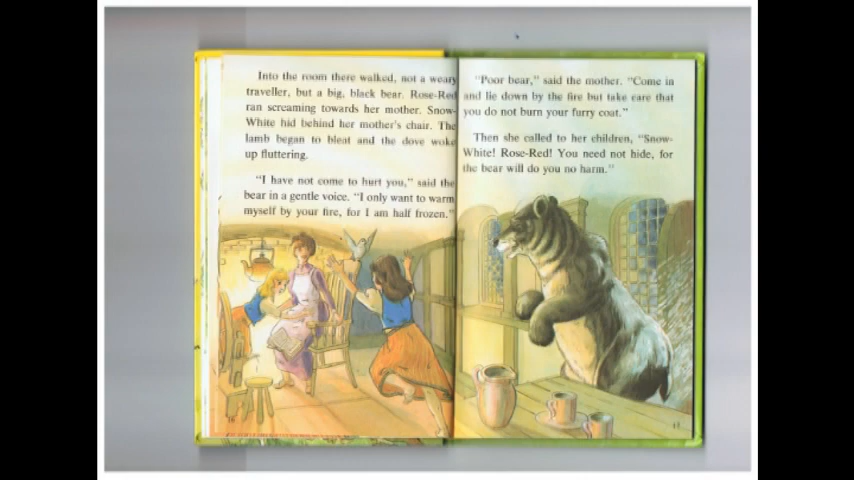 Into the room there walked, not a weary
traveller, but a big, black bear. Rose-Red
ran screaming towards her mother. Snow-
White hid behind her mother's chair. The
lamb began to bleat and the dove woke
up fluttering.
"I have not come to hurt you," said the
bear in a gentle voice. "I only want to warm
myself by your fire, for I am half frozen."
"Poor bear," said the mother. "Come in
and lie down by the fire but take care that
you do not burn your furry coat."
Then she called to her children, "Snow-
White! Rose-Red! You need not hide, for
the bear will do you no harm."